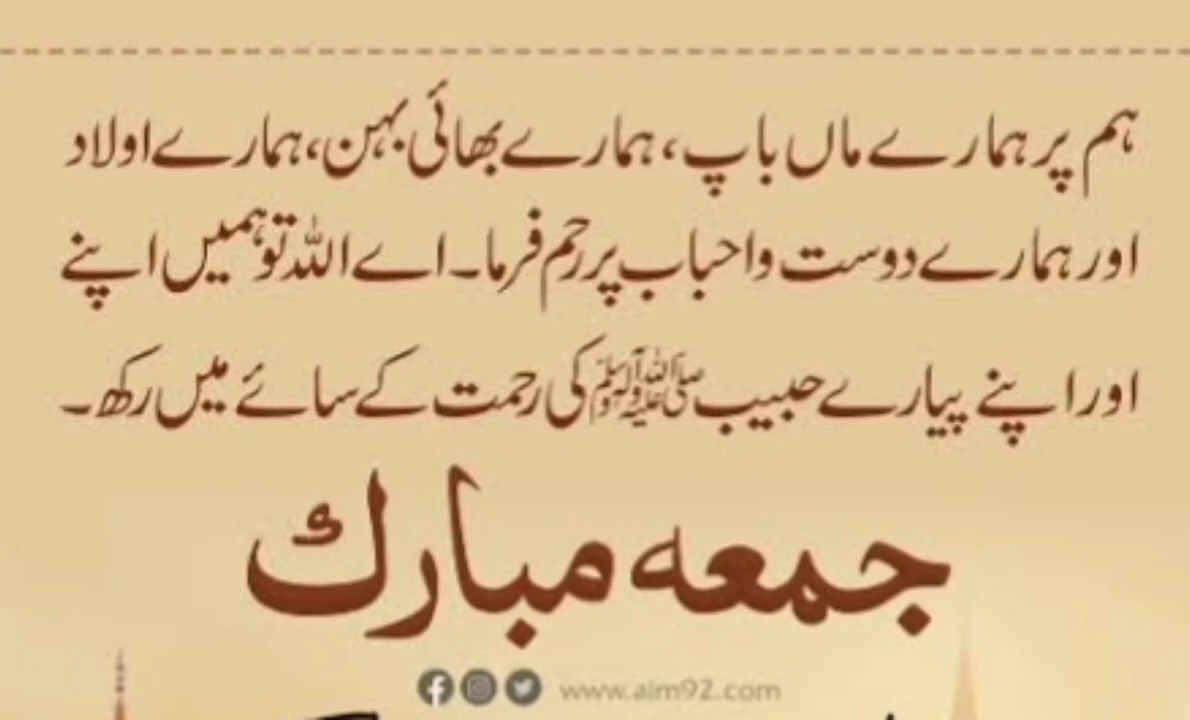 ہم پر ہمارے ماں باپ، ہمارے بھائی بہن، ہمارے اولاد
اور ہمارے دوست و احباب پر رحم فرما۔ اے اللہ تو ہمیں اپنے
اور اپنے پیارے حبیب ﷺ کی رحمت کے سائے میں رکھ۔
جمعہ مبارک
www.aim92.com